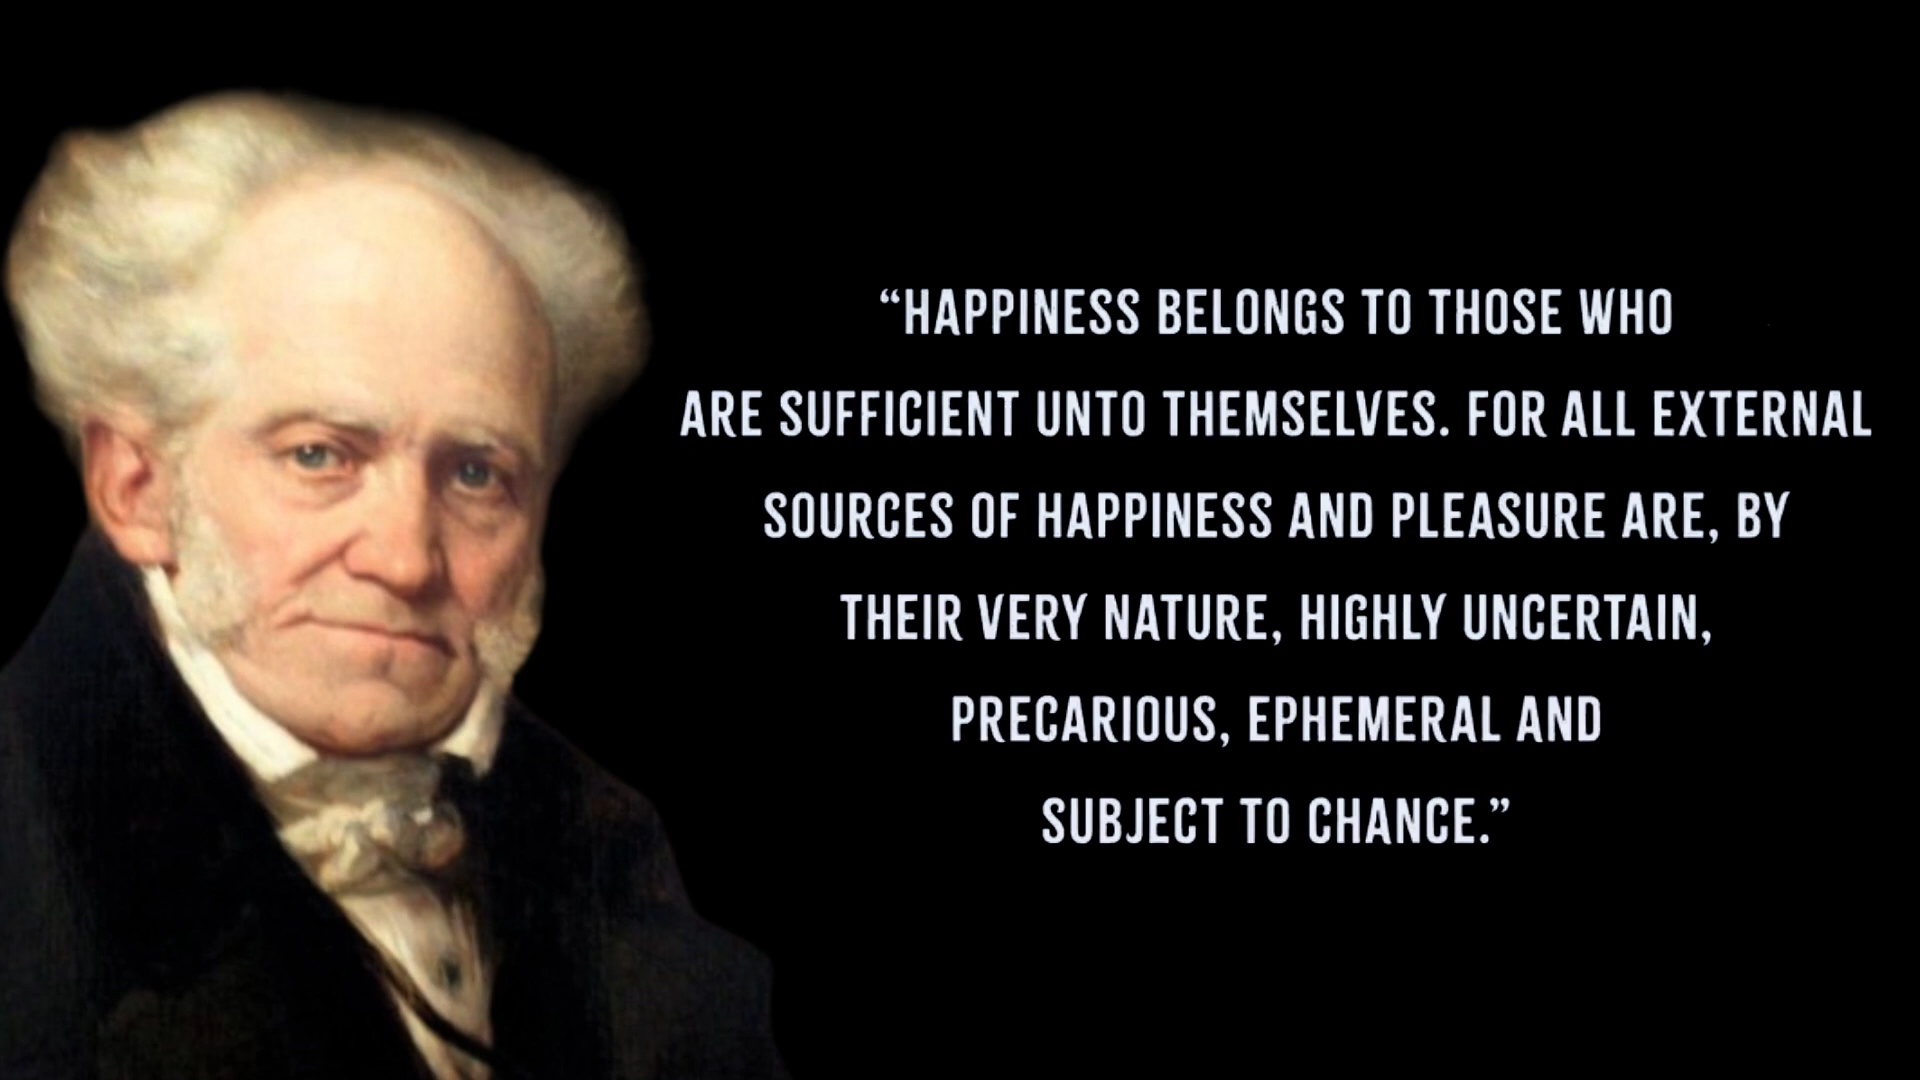 “HAPPINESS BELONGS TO THOSE WHO
ARE SUFFICIENT UNTO THEMSELVES. FOR ALL EXTERNAL
SOURCES OF HAPPINESS AND PLEASURE ARE, BY
THEIR VERY NATURE, HIGHLY UNCERTAIN,
PRECARIOUS, EPHEMERAL AND
SUBJECT TO CHANCE.”